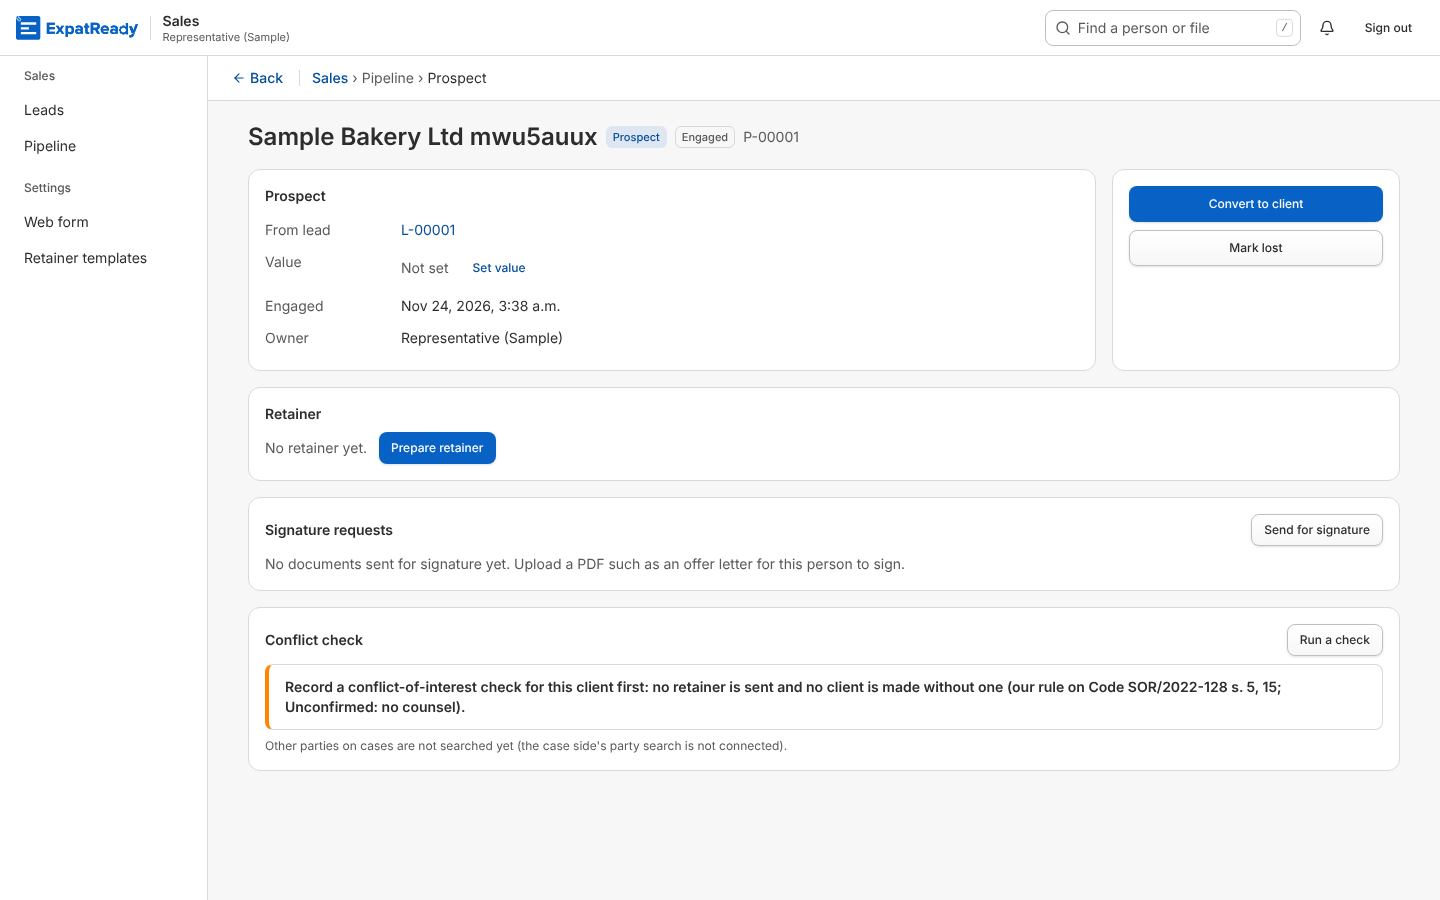 ExpatReady
Sales
Representative (Sample)
Find a person or file
/
Sign out
Sales
Leads
Pipeline
Settings
Web form
Retainer templates
← Back
Sales › Pipeline › Prospect
Sample Bakery Ltd mwu5auux
Prospect
Engaged
P-00001
Prospect
From lead
L-00001
Value
Not set
Set value
Engaged
Nov 24, 2026, 3:38 a.m.
Owner
Representative (Sample)
Convert to client
Mark lost
Retainer
No retainer yet.
Prepare retainer
Signature requests
Send for signature
No documents sent for signature yet. Upload a PDF such as an offer letter for this person to sign.
Conflict check
Run a check
Record a conflict-of-interest check for this client first: no retainer is sent and no client is made without one (our rule on Code SOR/2022-128 s. 5, 15;
Unconfirmed: no counsel).
Other parties on cases are not searched yet (the case side's party search is not connected).